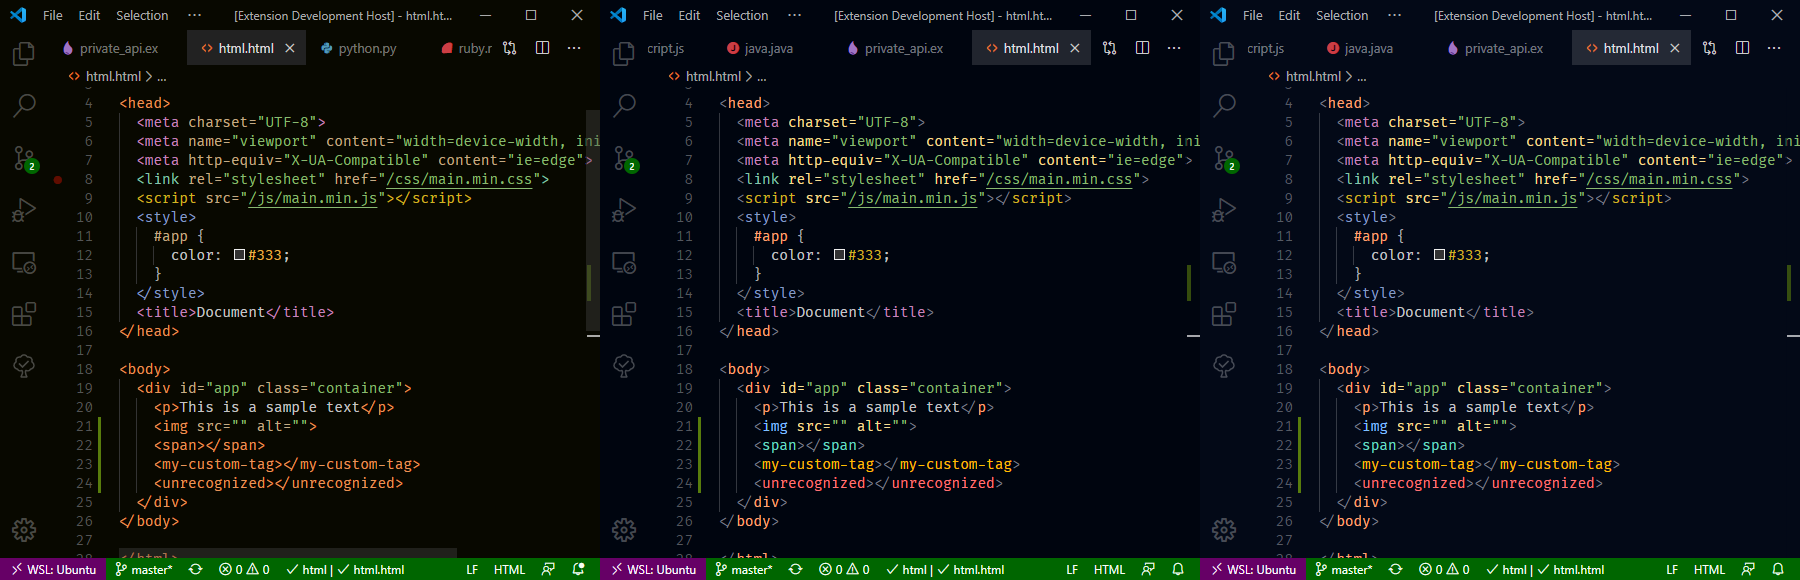 File Edit Selection ··· [Extension Development Host] - html.ht...
private_api.ex html.html python.py ruby.r ···
html.html > ...
4 <head>
5 <meta charset="UTF-8">
6 <meta name="viewport" content="width=device-width, ini
7 <meta http-equiv="X-UA-Compatible" content="ie=edge">
8 <link rel="stylesheet" href="/css/main.min.css">
9 <script src="/js/main.min.js"></script>
10 <style>
11 #app {
12 color: #333;
13 }
14 </style>
15 <title>Document</title>
16 </head>
17
18 <body>
19 <div id="app" class="container">
20 <p>This is a sample text</p>
21 <img src="" alt="">
22 <span></span>
23 <my-custom-tag></my-custom-tag>
24 <unrecognized></unrecognized>
25 </div>
26 </body>
27
28 </html>
2
WSL: Ubuntu master* 0 0 html | html.html LF HTML
File Edit Selection ··· [Extension Development Host] - html.ht...
cript.js java.java private_api.ex html.html ···
html.html > ...
4 <head>
5 <meta charset="UTF-8">
6 <meta name="viewport" content="width=device-width, ini
7 <meta http-equiv="X-UA-Compatible" content="ie=edge">
8 <link rel="stylesheet" href="/css/main.min.css">
9 <script src="/js/main.min.js"></script>
10 <style>
11 #app {
12 color: #333;
13 }
14 </style>
15 <title>Document</title>
16 </head>
17
18 <body>
19 <div id="app" class="container">
20 <p>This is a sample text</p>
21 <img src="" alt="">
22 <span></span>
23 <my-custom-tag></my-custom-tag>
24 <unrecognized></unrecognized>
25 </div>
26 </body>
27
28 </html>
2
WSL: Ubuntu master* 0 0 html | html.html LF HTML
File Edit Selection ··· [Extension Development Host] - html.ht...
cript.js java.java private_api.ex html.html ···
html.html > ...
4 <head>
5 <meta charset="UTF-8">
6 <meta name="viewport" content="width=device-width, ini
7 <meta http-equiv="X-UA-Compatible" content="ie=edge">
8 <link rel="stylesheet" href="/css/main.min.css">
9 <script src="/js/main.min.js"></script>
10 <style>
11 #app {
12 color: #333;
13 }
14 </style>
15 <title>Document</title>
16 </head>
17
18 <body>
19 <div id="app" class="container">
20 <p>This is a sample text</p>
21 <img src="" alt="">
22 <span></span>
23 <my-custom-tag></my-custom-tag>
24 <unrecognized></unrecognized>
25 </div>
26 </body>
27
28 </html>
2
WSL: Ubuntu master* 0 0 html | html.html LF HTML